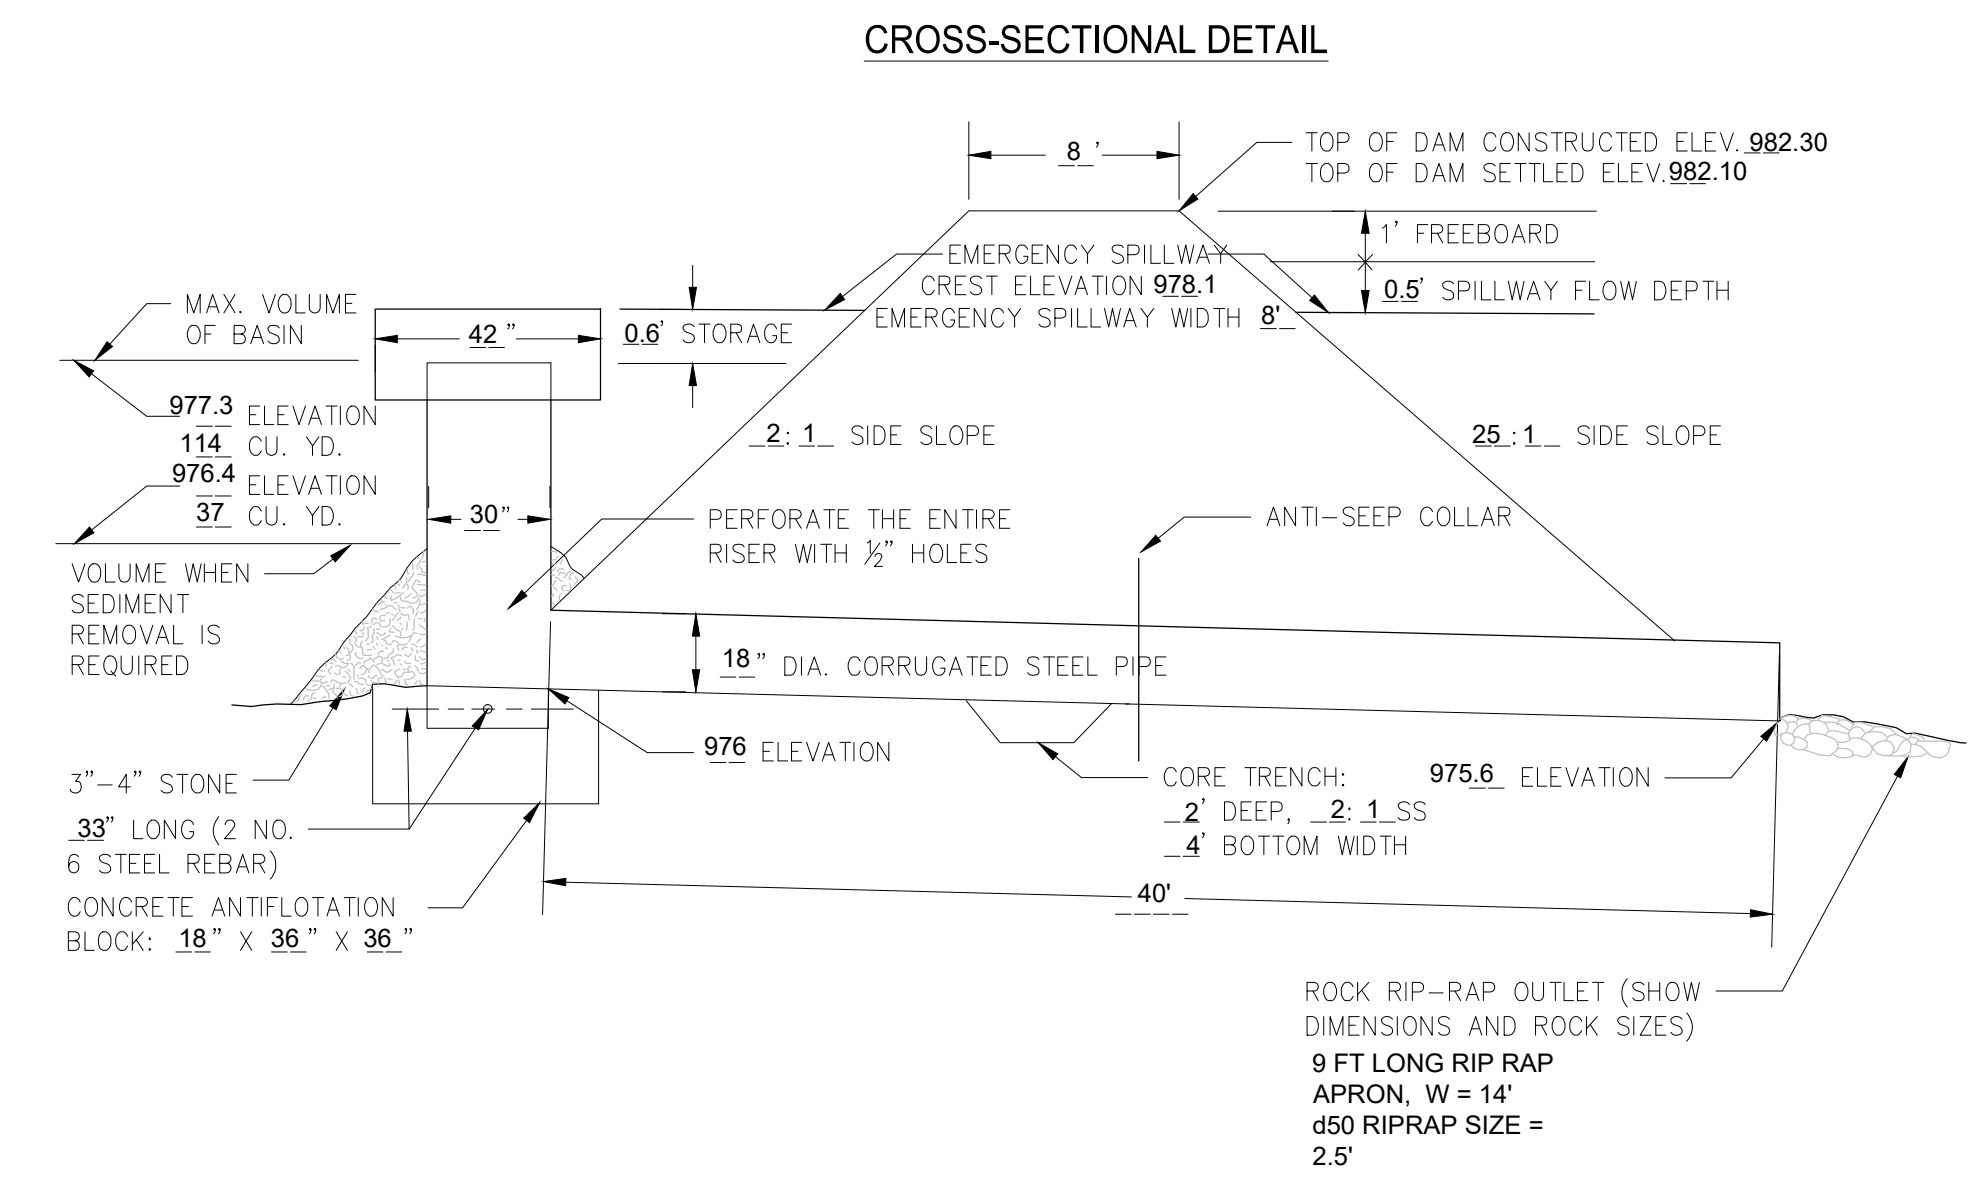 CROSS-SECTIONAL DETAIL
8'
TOP OF DAM CONSTRUCTED ELEV. 982.30
TOP OF DAM SETTLED ELEV. 982.10
1' FREEBOARD
0.5' SPILLWAY FLOW DEPTH
EMERGENCY SPILLWAY
CREST ELEVATION 978.1
EMERGENCY SPILLWAY WIDTH 8'
MAX. VOLUME
OF BASIN
42"
0.6' STORAGE
977.3 ELEVATION
114 CU. YD.
976.4 ELEVATION
37 CU. YD.
2:1 SIDE SLOPE
25:1 SIDE SLOPE
30"
PERFORATE THE ENTIRE
RISER WITH ½" HOLES
ANTI-SEEP COLLAR
VOLUME WHEN
SEDIMENT
REMOVAL IS
REQUIRED
18" DIA. CORRUGATED STEEL PIPE
976 ELEVATION
3"-4" STONE
CORE TRENCH:
2' DEEP, 2:1 SS
4' BOTTOM WIDTH
975.6 ELEVATION
33" LONG (2 NO.
6 STEEL REBAR)
CONCRETE ANTIFLOTATION
BLOCK: 18" X 36" X 36"
40'
ROCK RIP-RAP OUTLET (SHOW
DIMENSIONS AND ROCK SIZES)
9 FT LONG RIP RAP
APRON, W = 14'
d50 RIPRAP SIZE =
2.5'